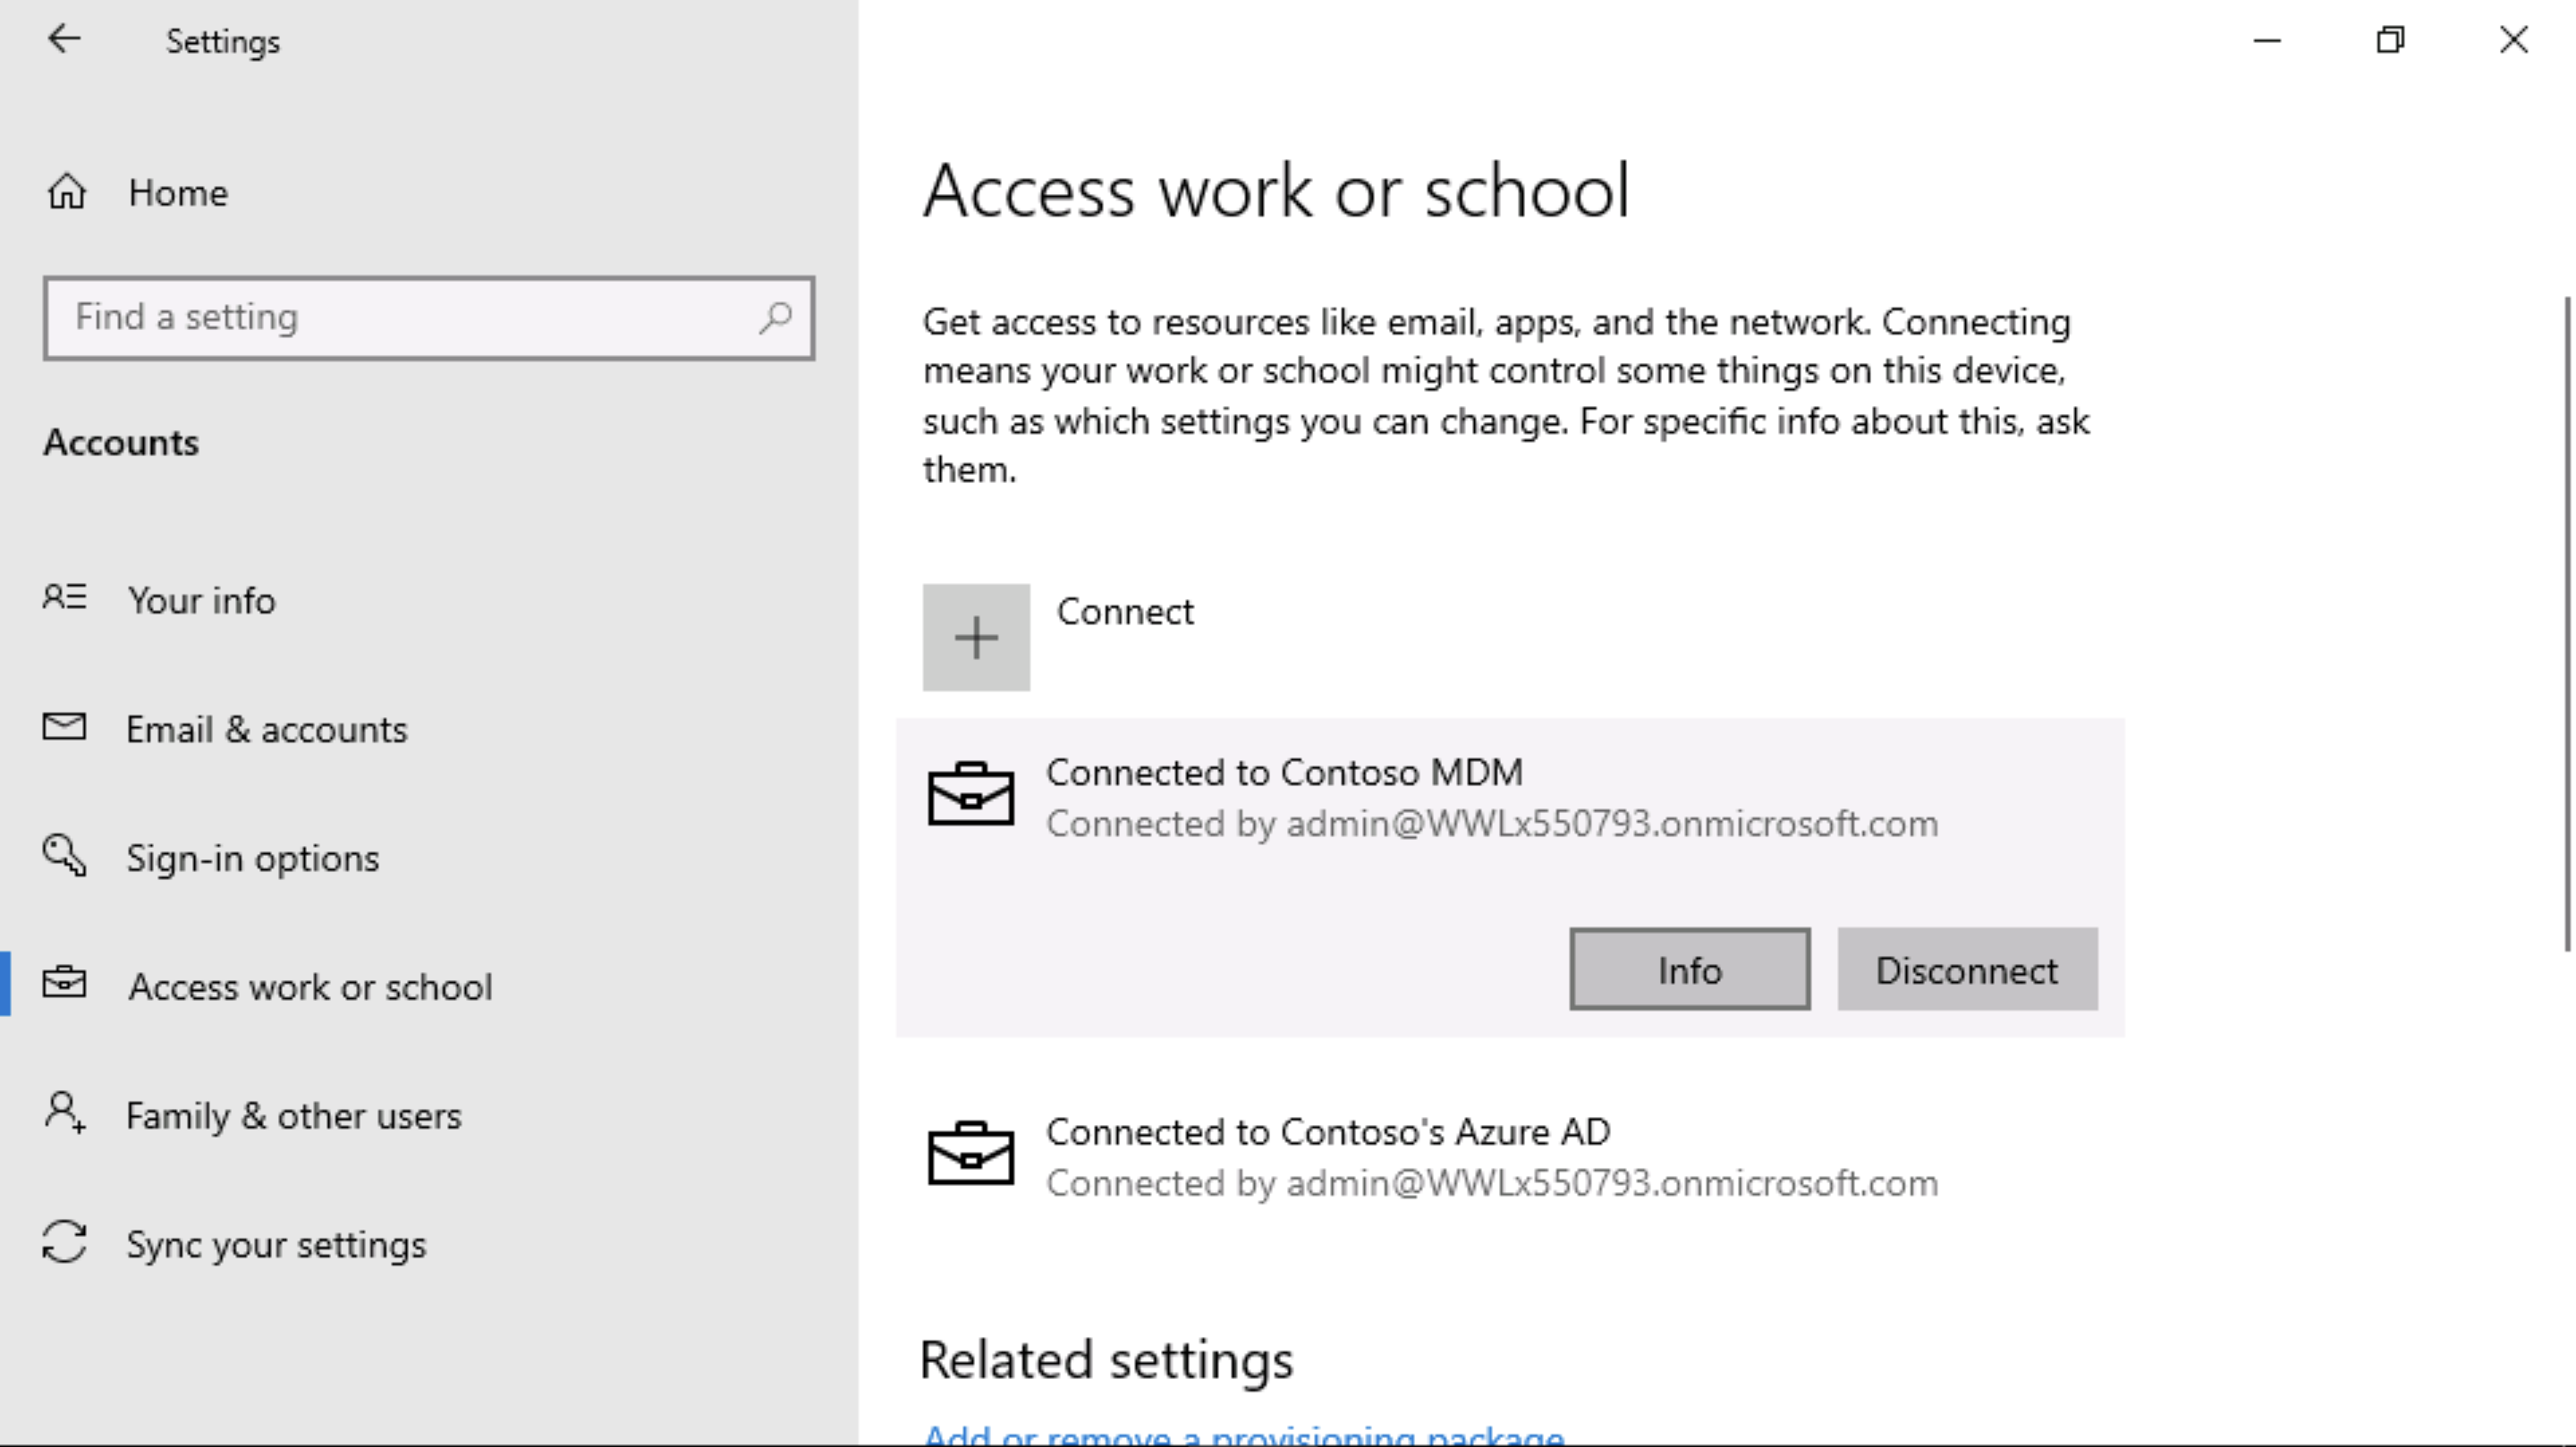 Settings
Home
Find a setting
Accounts
Your info
Email & accounts
Sign-in options
Access work or school
Family & other users
Sync your settings
Access work or school
Get access to resources like email, apps, and the network. Connecting
means your work or school might control some things on this device,
such as which settings you can change. For specific info about this, ask
them.
Connect
Connected to Contoso MDM
Connected by admin@WWLx550793.onmicrosoft.com
Info
Disconnect
Connected to Contoso's Azure AD
Connected by admin@WWLx550793.onmicrosoft.com
Related settings
Add or remove a provisioning package